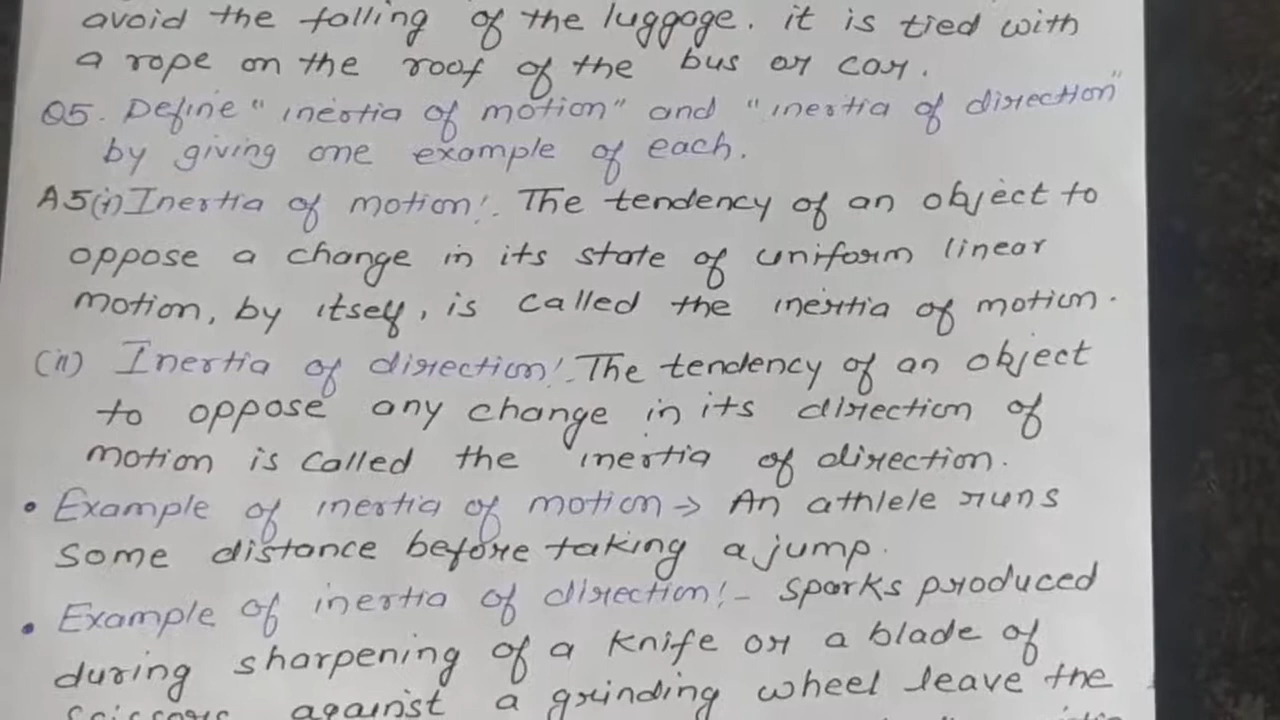 avoid the falling of the luggage. it is tied with
a rope on the roof of the bus or car.
Q5. Define "inertia of motion" and "inertia of direction"
by giving one example of each.
A5(i) Inertia of motion:. The tendency of an object to
oppose a change in its state of uniform linear
motion, by itself, is called the inertia of motion.
(ii) Inertia of direction:- The tendency of an object
to oppose any change in its direction of
motion is called the inertia of direction.
• Example of inertia of motion → An athlele runs
some distance before taking a jump.
• Example of inertia of direction:- Sparks produced
during sharpening of a knife or a blade of
scissors against a grinding wheel leave the